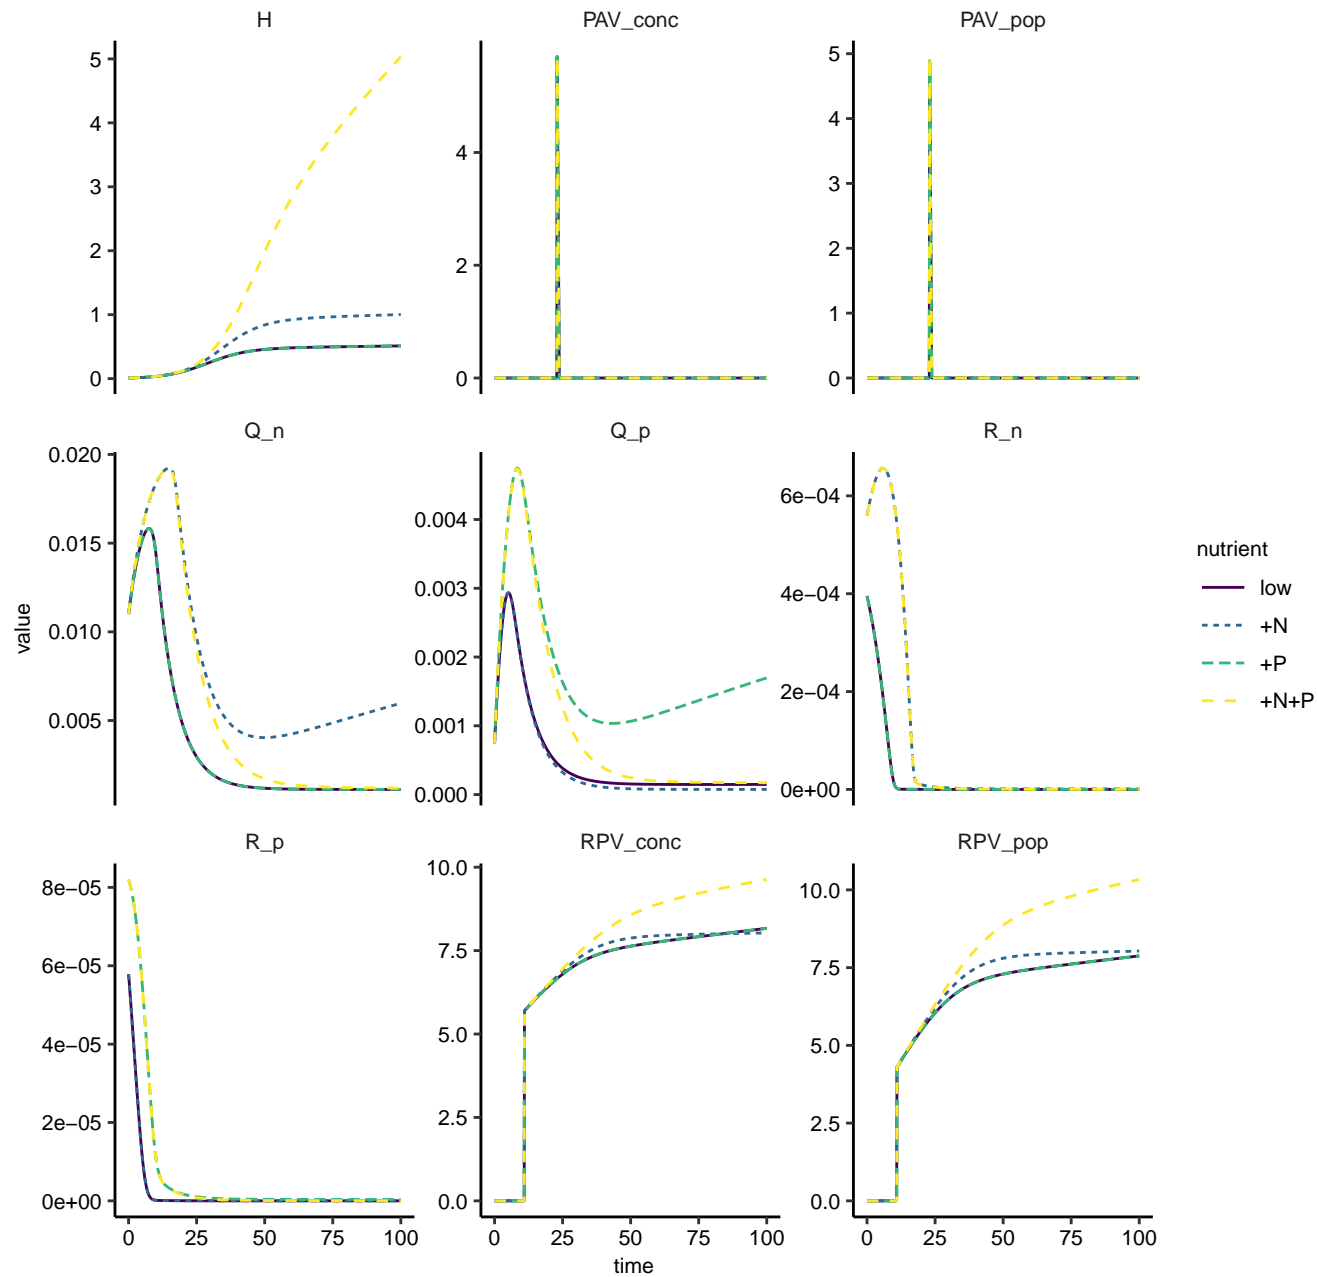 H
PAV_conc
PAV_pop
5
4
3
2
1
0
4
2
0
5
4
3
2
1
0
Q_n
Q_p
R_n
0.020
0.015
0.010
0.005
0.004
0.003
0.002
0.001
0.000
6e−04
4e−04
2e−04
0e+00
R_p
RPV_conc
RPV_pop
8e−05
6e−05
4e−05
2e−05
0e+00
10.0
7.5
5.0
2.5
0.0
10.0
7.5
5.0
2.5
0.0
0 25 50 75 100
0 25 50 75 100
0 25 50 75 100
time
value
nutrient
low
+N
+P
+N+P